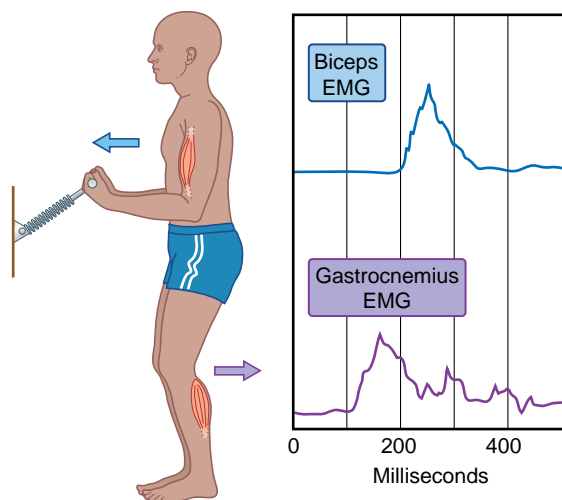 Biceps
EMG
Gastrocnemius
EMG
0 200 400
Milliseconds